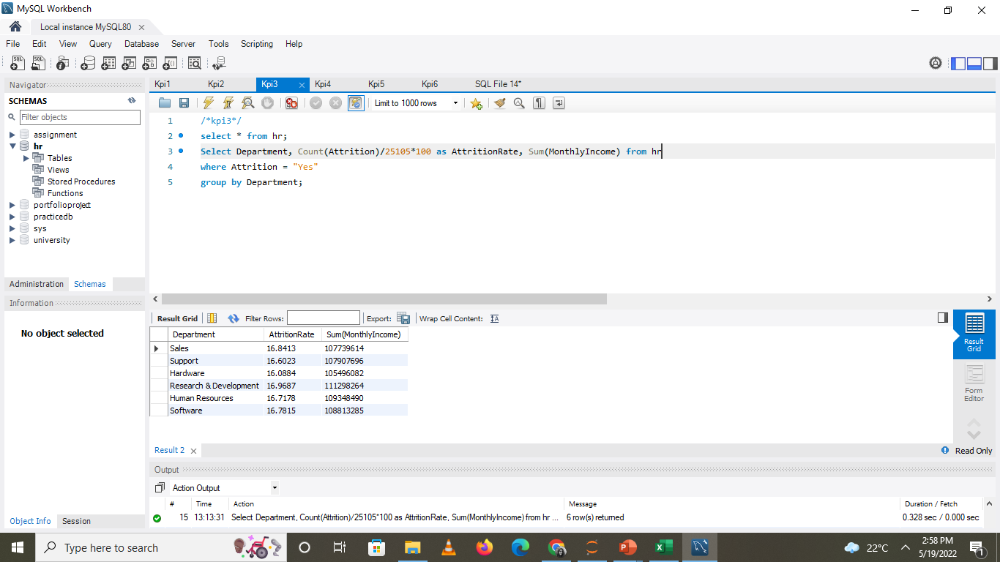 MySQL Workbench
Local instance MySQL80
File Edit View Query Database Server Tools Scripting Help
Navigator
SCHEMAS
Filter objects
assignment
hr
Tables
Views
Stored Procedures
Functions
portfolioproject
practicedb
sys
university
Administration Schemas
Information
No object selected
Object Info Session
Kpi1 Kpi2 Kpi3 Kpi4 Kpi5 Kpi6 SQL File 14*
Limit to 1000 rows
1 /*kpi3*/
2 select * from hr;
3 Select Department, Count(Attrition)/25105*100 as AttritionRate, Sum(MonthlyIncome) from hr
4 where Attrition = "Yes"
5 group by Department;
Result Grid Filter Rows: Export: Wrap Cell Content:
Department AttritionRate Sum(MonthlyIncome)
Sales 16.8413 107739614
Support 16.6023 107907696
Hardware 16.0884 105496082
Research & Development 16.9687 111298264
Human Resources 16.7178 109348490
Software 16.7815 108813285
Result Grid
Form Editor
Result 2
Read Only
Output
Action Output
# Time Action Message Duration / Fetch
15 13:13:31 Select Department, Count(Attrition)/25105*100 as AttritionRate, Sum(MonthlyIncome) from hr ... 6 row(s) returned 0.328 sec / 0.000 sec
Type here to search
22°C
2:58 PM
5/19/2022
1